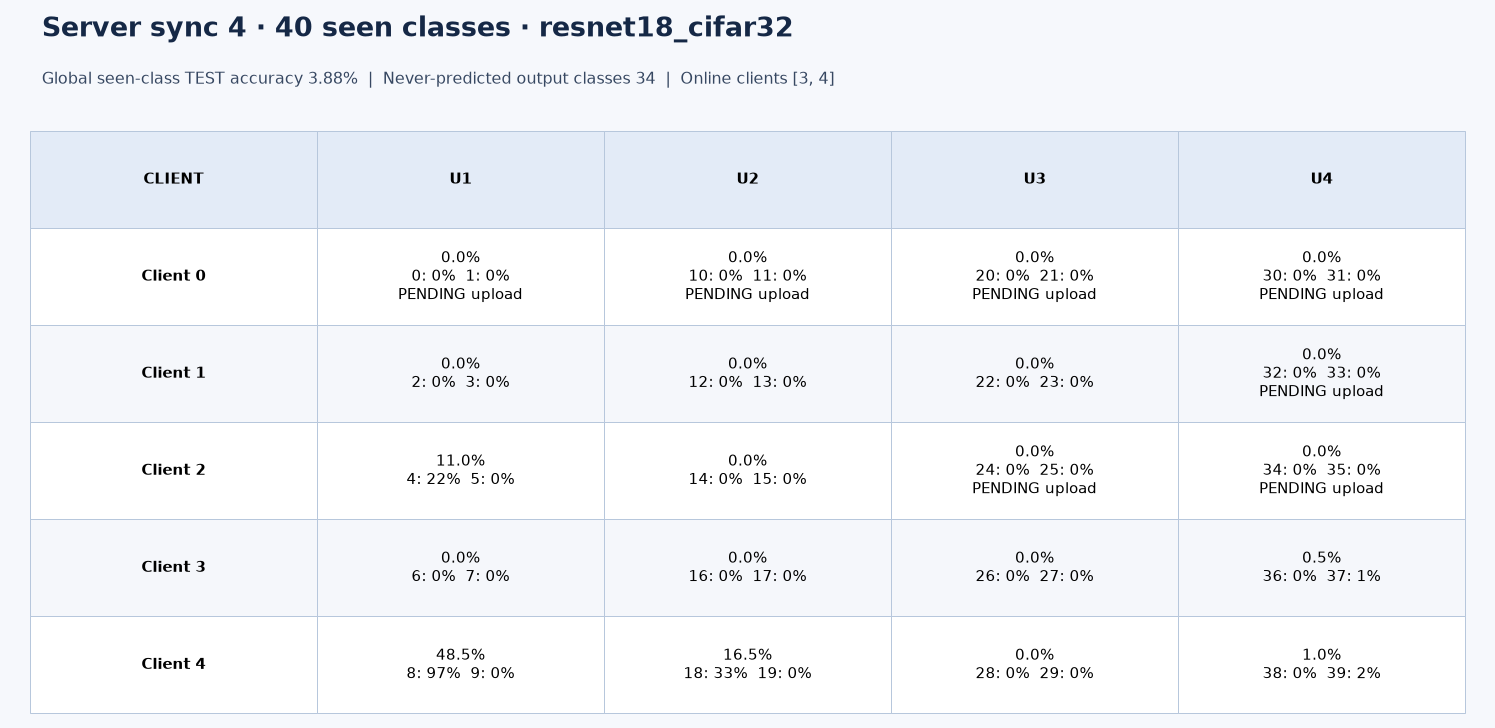 Server sync 4 · 40 seen classes · resnet18_cifar32
Global seen-class TEST accuracy 3.88%  |  Never-predicted output classes 34  |  Online clients [3, 4]
CLIENT
U1
U2
U3
U4
Client 0
0.0%
0: 0%  1: 0%
PENDING upload
0.0%
10: 0%  11: 0%
PENDING upload
0.0%
20: 0%  21: 0%
PENDING upload
0.0%
30: 0%  31: 0%
PENDING upload
Client 1
0.0%
2: 0%  3: 0%
0.0%
12: 0%  13: 0%
0.0%
22: 0%  23: 0%
0.0%
32: 0%  33: 0%
PENDING upload
Client 2
11.0%
4: 22%  5: 0%
0.0%
14: 0%  15: 0%
0.0%
24: 0%  25: 0%
PENDING upload
0.0%
34: 0%  35: 0%
PENDING upload
Client 3
0.0%
6: 0%  7: 0%
0.0%
16: 0%  17: 0%
0.0%
26: 0%  27: 0%
0.5%
36: 0%  37: 1%
Client 4
48.5%
8: 97%  9: 0%
16.5%
18: 33%  19: 0%
0.0%
28: 0%  29: 0%
1.0%
38: 0%  39: 2%